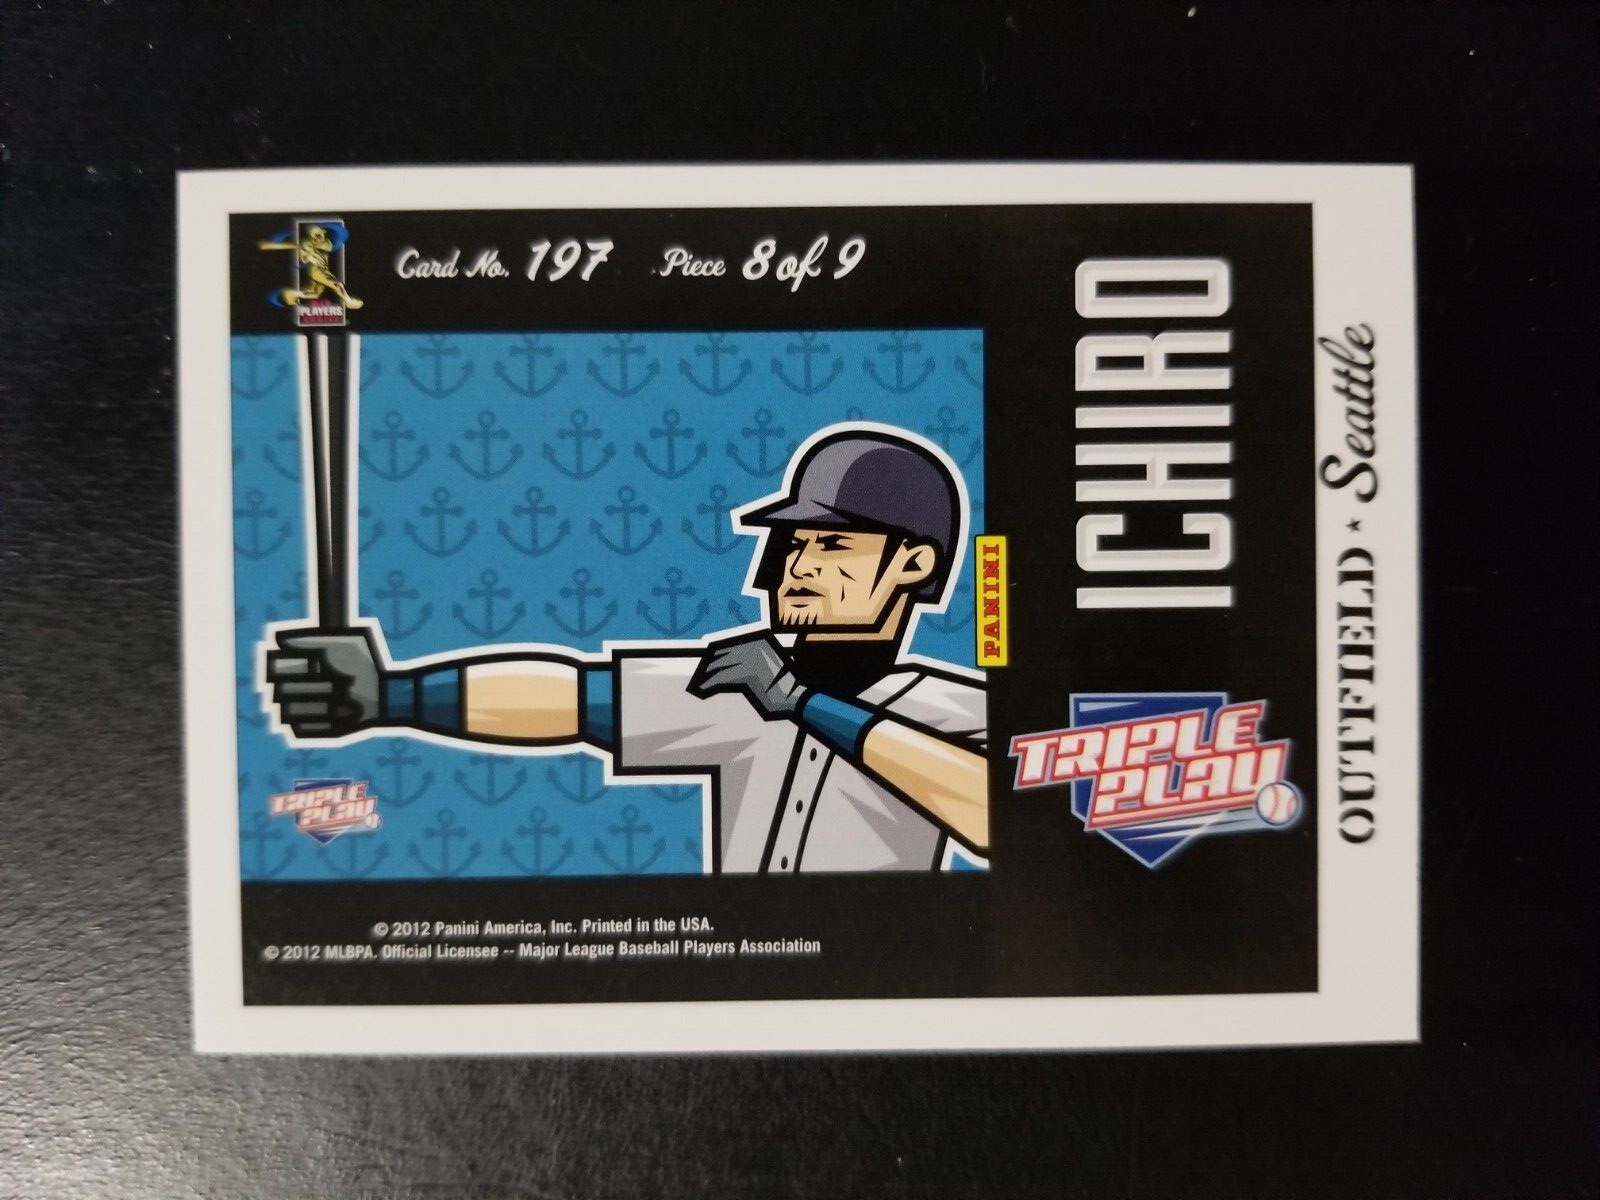 Card No. 197 Piece 8 of 9
PLAYERS
ICHIRO
OUTFIELD ★ Seattle
PANINI
TRIPLE
PLAY
TRIPLE
PLAY
© 2012 Panini America, Inc. Printed in the USA.
© 2012 MLBPA. Official Licensee -- Major League Baseball Players Association